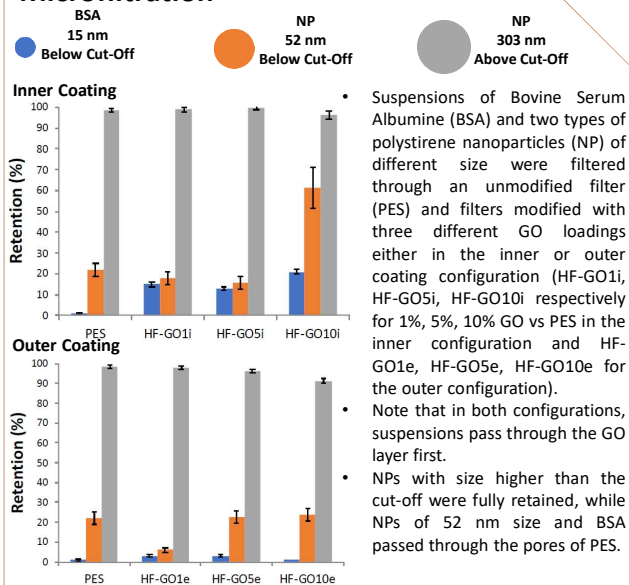 BSA
15 nm
Below Cut-Off
NP
52 nm
Below Cut-Off
NP
303 nm
Above Cut-Off
Inner Coating
Retention (%)
100
90
80
70
60
50
40
30
20
10
0
PES
HF-GO1i
HF-GO5i
HF-GO10i
Outer Coating
Retention (%)
100
90
80
70
60
50
40
30
20
10
0
PES
HF-GO1e
HF-GO5e
HF-GO10e
• Suspensions of Bovine Serum
Albumine (BSA) and two types of
polystirene nanoparticles (NP) of
different size were filtered
through an unmodified filter
(PES) and filters modified with
three different GO loadings
either in the inner or outer
coating configuration (HF-GO1i,
HF-GO5i, HF-GO10i respectively
for 1%, 5%, 10% GO vs PES in the
inner configuration and HF-
GO1e, HF-GO5e, HF-GO10e for
the outer configuration).
• Note that in both configurations,
suspensions pass through the GO
layer first.
• NPs with size higher than the
cut-off were fully retained, while
NPs of 52 nm size and BSA
passed through the pores of PES.